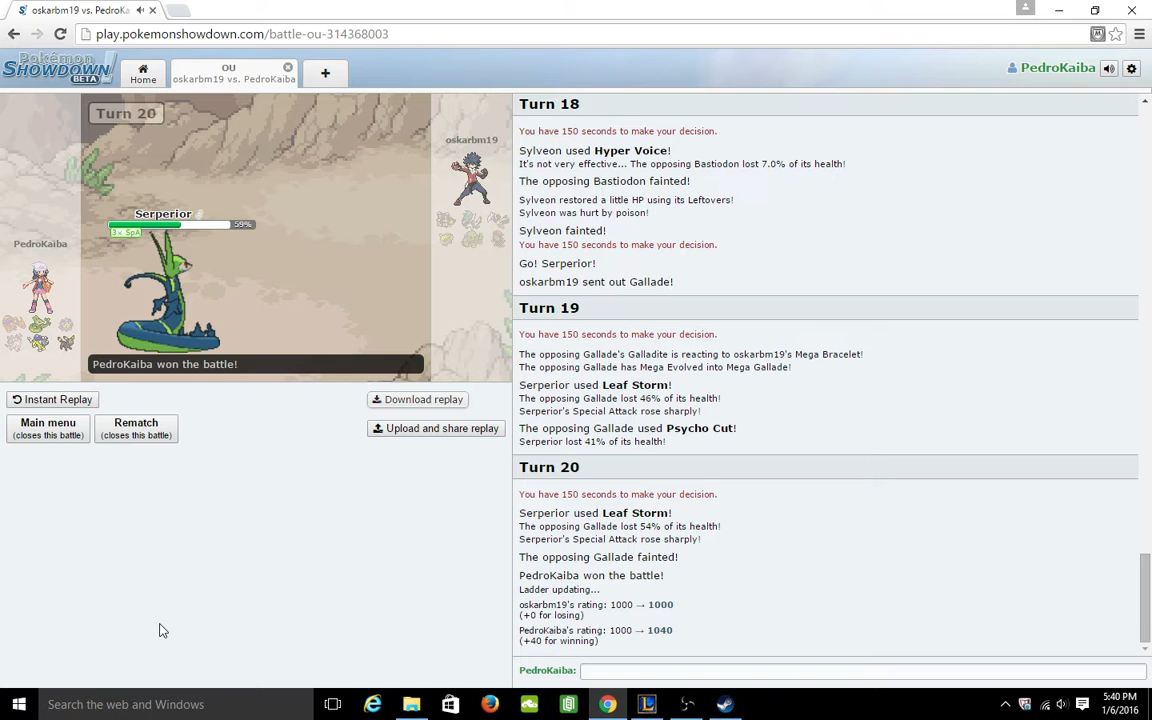 oskarbm19 vs. PedroKa
play.pokemonshowdown.com/battle-ou-314368003
Pokémon
SHOWDOWN
BETA
Home
OU
oskarbm19 vs. PedroKaiba
+
PedroKaiba
Turn 20
oskarbm19
PedroKaiba
Serperior
59%
3× SpA
PedroKaiba won the battle!
Instant Replay
Download replay
Main menu
(closes this battle)
Rematch
(closes this battle)
Upload and share replay
Turn 18
You have 150 seconds to make your decision.
Sylveon used Hyper Voice!
It's not very effective... The opposing Bastiodon lost 7.0% of its health!
The opposing Bastiodon fainted!
Sylveon restored a little HP using its Leftovers!
Sylveon was hurt by poison!
Sylveon fainted!
You have 150 seconds to make your decision.
Go! Serperior!
oskarbm19 sent out Gallade!
Turn 19
You have 150 seconds to make your decision.
The opposing Gallade's Galladite is reacting to oskarbm19's Mega Bracelet!
The opposing Gallade has Mega Evolved into Mega Gallade!
Serperior used Leaf Storm!
The opposing Gallade lost 46% of its health!
Serperior's Special Attack rose sharply!
The opposing Gallade used Psycho Cut!
Serperior lost 41% of its health!
Turn 20
You have 150 seconds to make your decision.
Serperior used Leaf Storm!
The opposing Gallade lost 54% of its health!
Serperior's Special Attack rose sharply!
The opposing Gallade fainted!
PedroKaiba won the battle!
Ladder updating...
oskarbm19's rating: 1000 → 1000
(+0 for losing)
PedroKaiba's rating: 1000 → 1040
(+40 for winning)
PedroKaiba:
Search the web and Windows
5:40 PM
1/6/2016